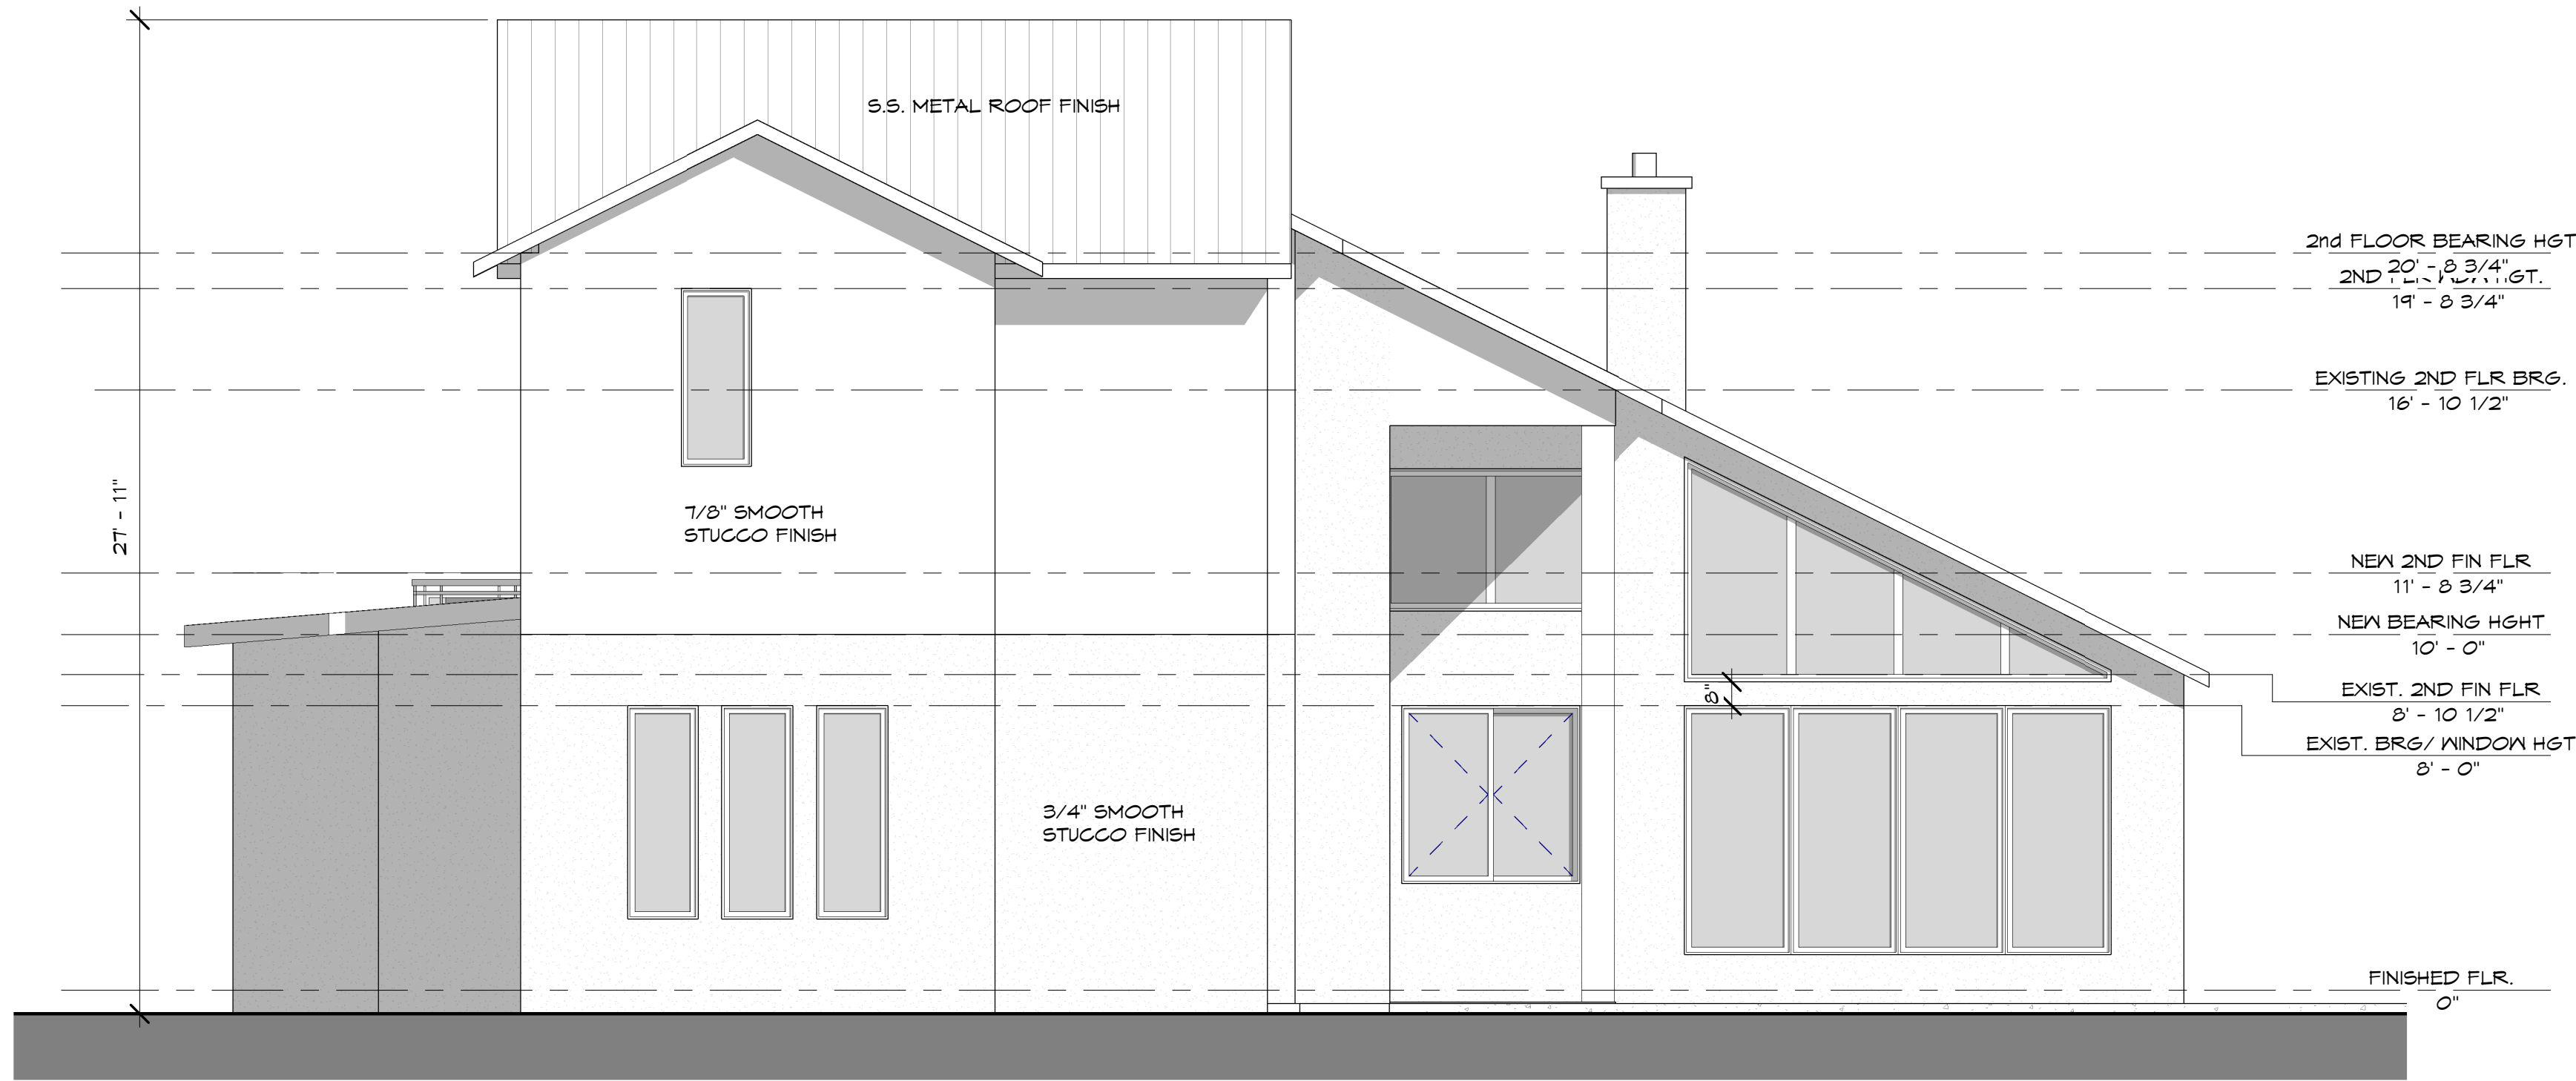 S.S. METAL ROOF FINISH
2nd FLOOR BEARING HGT
20' - 8 3/4"
2ND HGT.
19' - 8 3/4"
EXISTING 2ND FLR BRG.
16' - 10 1/2"
27' - 11"
7/8" SMOOTH
STUCCO FINISH
NEW 2ND FIN FLR
11' - 8 3/4"
NEW BEARING HGHT
10' - 0"
8"
EXIST. 2ND FIN FLR
8' - 10 1/2"
EXIST. BRG/ WINDOW HGT
8' - 0"
3/4" SMOOTH
STUCCO FINISH
FINISHED FLR.
0"